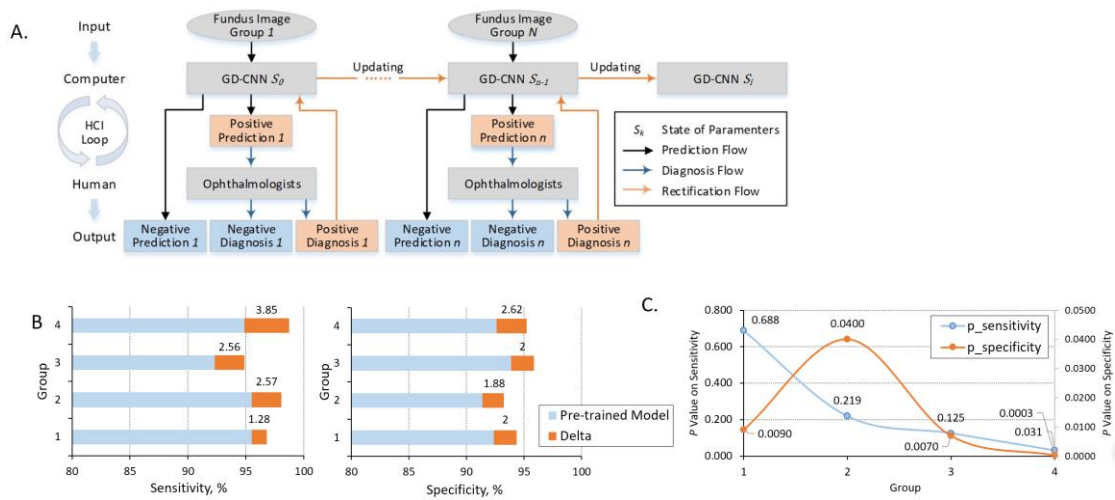 A.
Input
Computer
HCI
Loop
Human
Output
Fundus Image
Group 1
GD-CNN S0
Positive
Prediction 1
Ophthalmologists
Negative
Prediction 1
Negative
Diagnosis 1
Positive
Diagnosis 1
Updating
......
Fundus Image
Group N
GD-CNN Sn-1
Positive
Prediction n
Ophthalmologists
Negative
Prediction n
Negative
Diagnosis n
Positive
Diagnosis n
Updating
GD-CNN Si
Sk State of Paramenters
Prediction Flow
Diagnosis Flow
Rectification Flow
B
Group
4
3
2
1
3.85
2.56
2.57
1.28
80 85 90 95 100
Sensitivity, %
Group
4
3
2
1
2.62
2
1.88
2
80 85 90 95 100
Specificity, %
Pre-trained Model
Delta
C.
P Value on Sensitivity
0.800
0.600
0.400
0.200
0.000
0.688
0.219
0.125
0.031
0.0090
0.0400
0.0070
0.0003
p_sensitivity
p_specificity
0.0500
0.0400
0.0300
0.0200
0.0100
0.0000
P Value on Specificity
1 2 3 4
Group